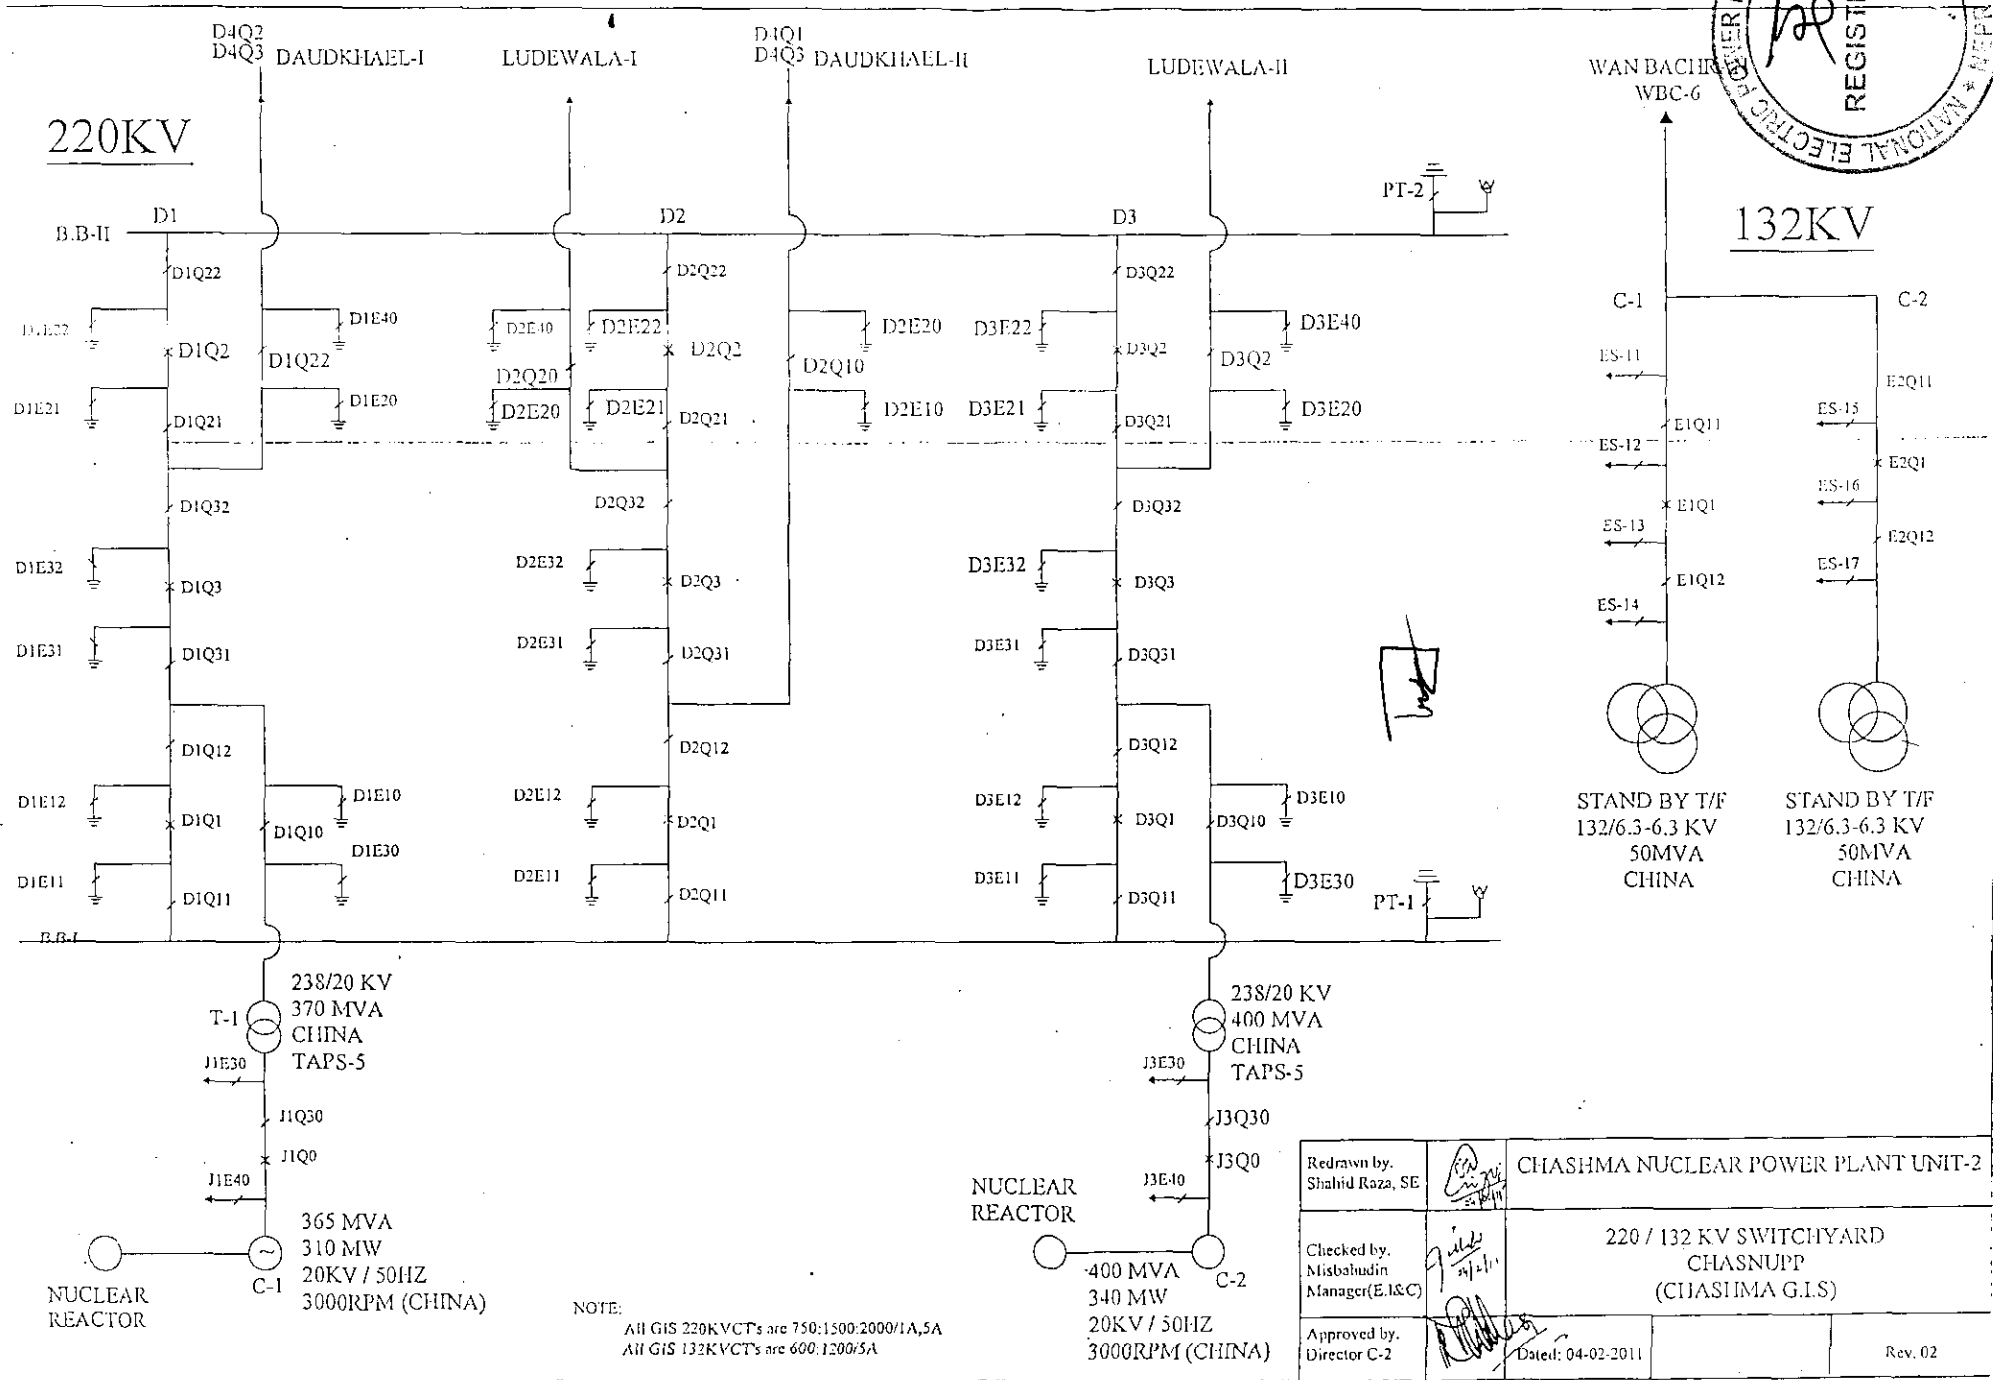 D4Q2
D4Q3 DAUDKHAEL-I
LUDEWALA-I
D4Q1
D4Q3 DAUDKHAEL-II
LUDEWALA-II
WAN BACHR
WBC-6
REGIST
NATIONAL ELECTRIC POWER
220KV
132KV
PT-2
B.B-II
D1
D2
D3
D1Q22
D2Q22
D3Q22
C-1
C-2
D1E22
D1Q2
D1Q22
D1E40
D2E40
D2E22
D2Q2
D2E20
D3E22
D3Q2
D3Q2
D3E40
ES-11
D2Q20
D2Q10
E2Q11
D1E21
D1Q21
D1E20
D2E20
D2E21
D2Q21
D2E10
D3E21
D3Q21
D3E20
E1Q11
ES-15
ES-12
E2Q1
D1Q32
D2Q32
D3Q32
E1Q1
ES-16
ES-13
E2Q12
D1E32
D1Q3
D2E32
D2Q3
D3E32
D3Q3
E1Q12
ES-17
ES-14
D1E31
D1Q31
D2E31
D2Q31
D3E31
D3Q31
D1Q12
D2Q12
D3Q12
D1E12
D1Q1
D1Q10
D1E10
D2E12
D2Q1
D3E12
D3Q1
D3Q10
D3E10
D1E30
D1E11
D1Q11
D2E11
D2Q11
D3E11
D3Q11
D3E30
PT-1
B.B-I
STAND BY T/F
132/6.3-6.3 KV
50MVA
CHINA
STAND BY T/F
132/6.3-6.3 KV
50MVA
CHINA
T-1
238/20 KV
370 MVA
CHINA
TAPS-5
238/20 KV
400 MVA
CHINA
TAPS-5
J1E30
J1Q30
J1Q0
J1E40
J3E30
J3Q30
J3Q0
J3E40
NUCLEAR
REACTOR
C-1
365 MVA
310 MW
20KV / 50HZ
3000RPM (CHINA)
NUCLEAR
REACTOR
C-2
400 MVA
340 MW
20KV / 50HZ
3000RPM (CHINA)
NOTE:
All GIS 220KVCT's are 750:1500:2000/1A,5A
All GIS 132KVCT's are 600:1200/5A
Redrawn by.
Shahid Raza, SE
CHASHMA NUCLEAR POWER PLANT UNIT-2
Checked by.
Misbahudin
Manager(E.I&C)
220 / 132 KV SWITCHYARD
CHASNUPP
(CHASHMA G.I.S)
Approved by.
Director C-2
Dated: 04-02-2011
Rev. 02